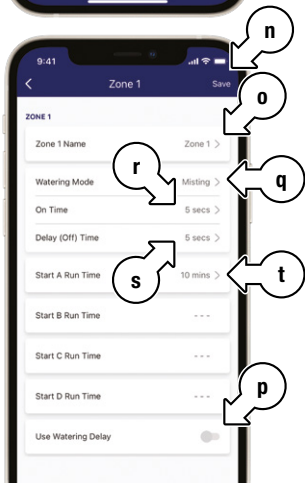 n
9:41
Zone 1
Save
o
ZONE 1
Zone 1 Name Zone 1 >
r
Watering Mode Misting >
q
On Time 5 secs >
Delay (Off) Time 5 secs >
s
Start A Run Time 10 mins >
t
Start B Run Time - - -
Start C Run Time - - -
Start D Run Time - - -
p
Use Watering Delay